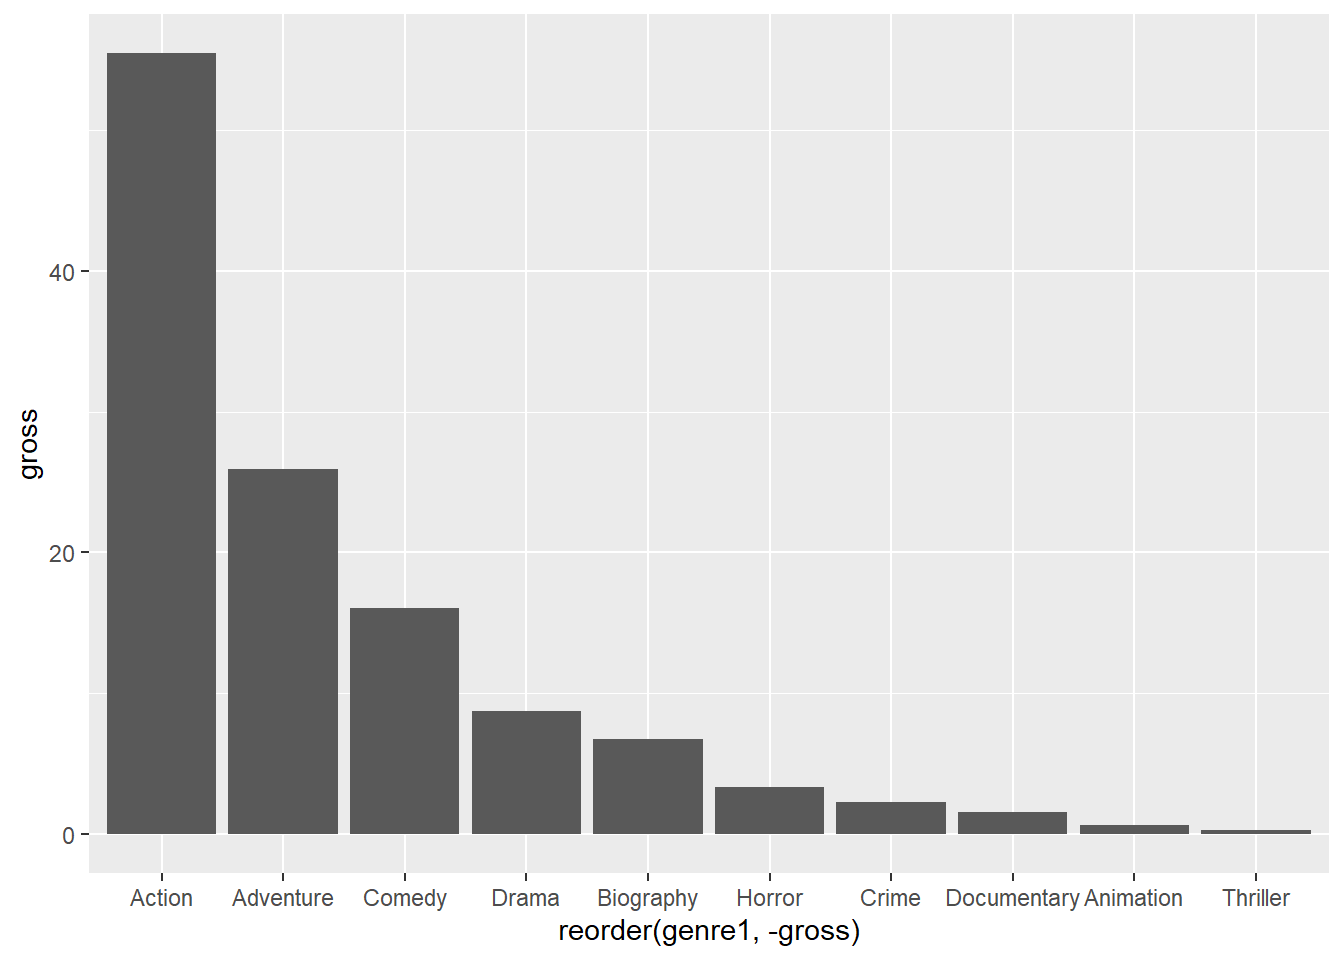 40
20
0
gross
Action Adventure Comedy Drama Biography Horror Crime Documentary Animation Thriller
reorder(genre1, -gross)